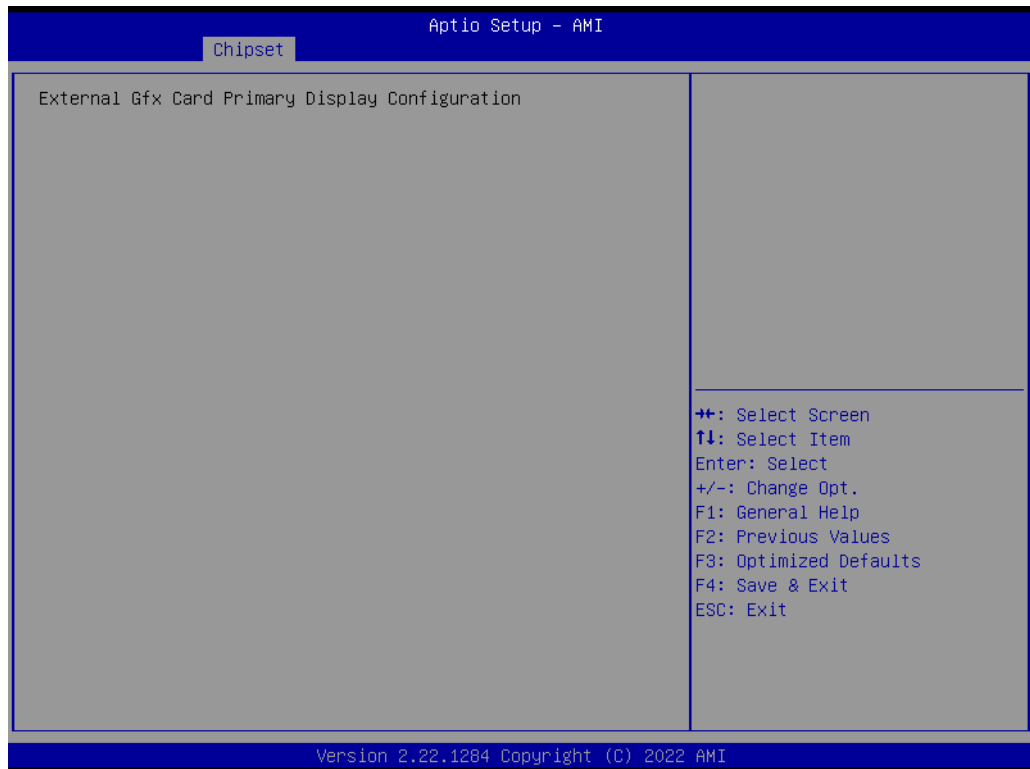 Aptio Setup – AMI
Chipset
External Gfx Card Primary Display Configuration
→←: Select Screen
↑↓: Select Item
Enter: Select
+/-: Change Opt.
F1: General Help
F2: Previous Values
F3: Optimized Defaults
F4: Save & Exit
ESC: Exit
Version 2.22.1284 Copyright (C) 2022 AMI